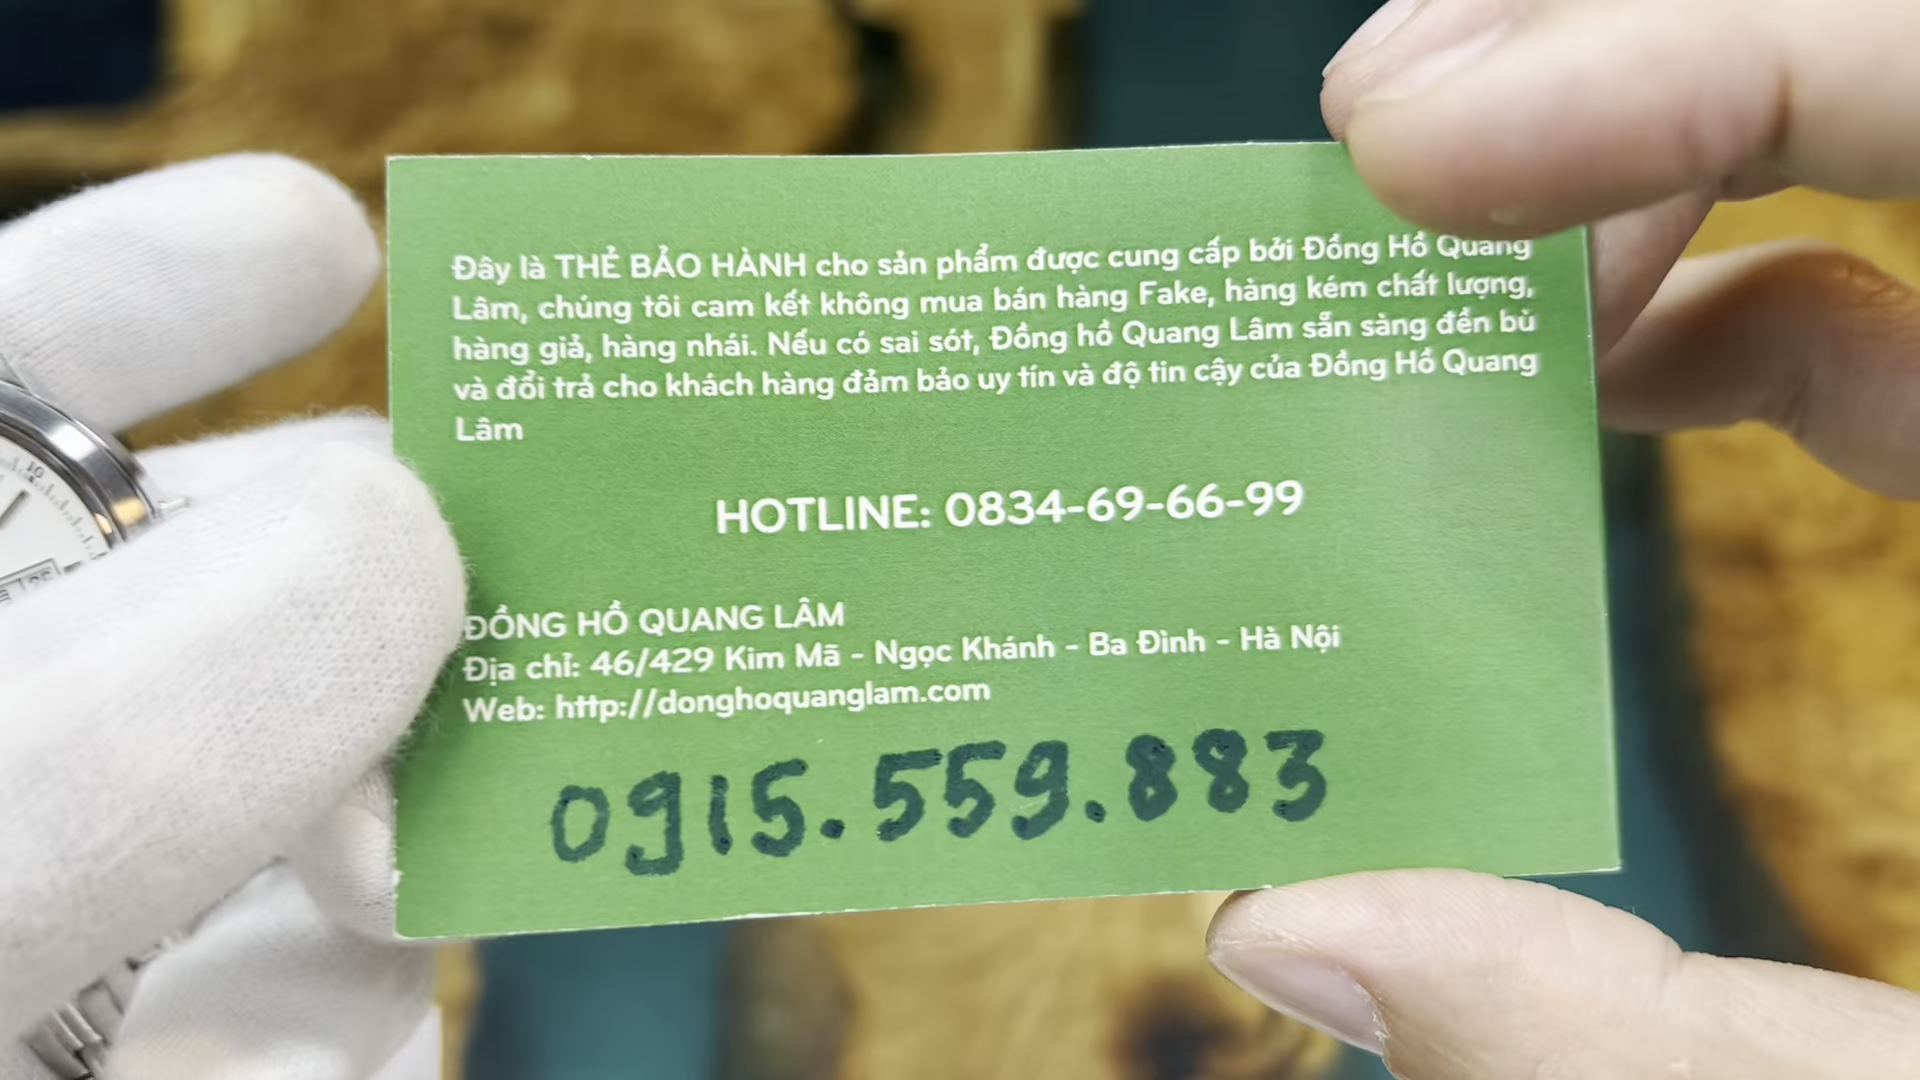 Đây là THẺ BẢO HÀNH cho sản phẩm được cung cấp bởi Đồng Hồ Quang
Lâm, chúng tôi cam kết không mua bán hàng Fake, hàng kém chất lượng,
hàng giả, hàng nhái. Nếu có sai sót, Đồng hồ Quang Lâm sẵn sàng đền bù
và đổi trả cho khách hàng đảm bảo uy tín và độ tin cậy của Đồng Hồ Quang
Lâm
HOTLINE: 0834-69-66-99
ĐỒNG HỒ QUANG LÂM
Địa chỉ: 46/429 Kim Mã - Ngọc Khánh - Ba Đình - Hà Nội
Web: http://donghoquanglam.com
0915.559.883
10